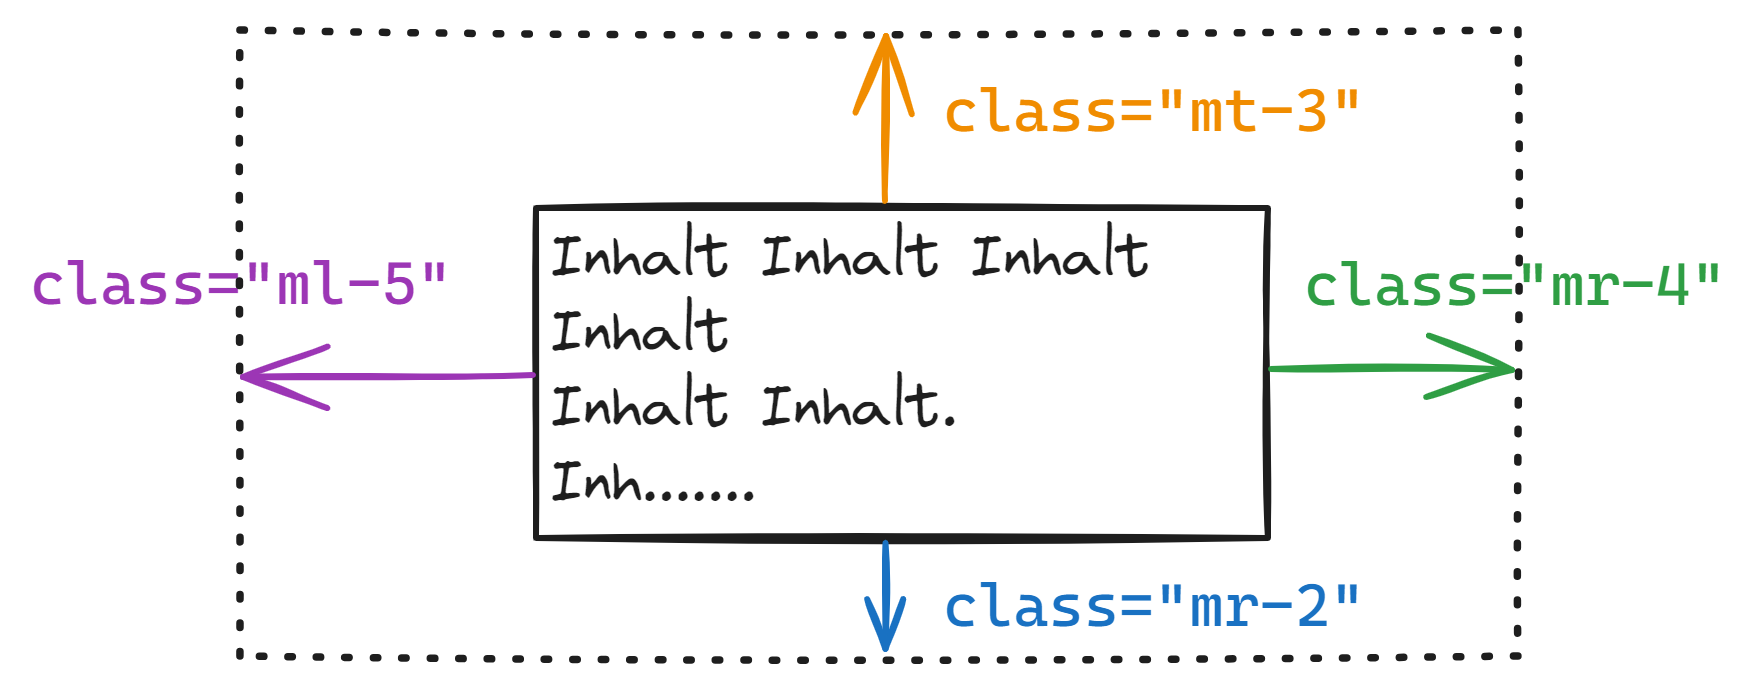 class="mt-3"
Inhalt Inhalt Inhalt
class="ml-5"
class="mr-4"
Inhalt
Inhalt Inhalt.
Inh.......
class="mr-2"